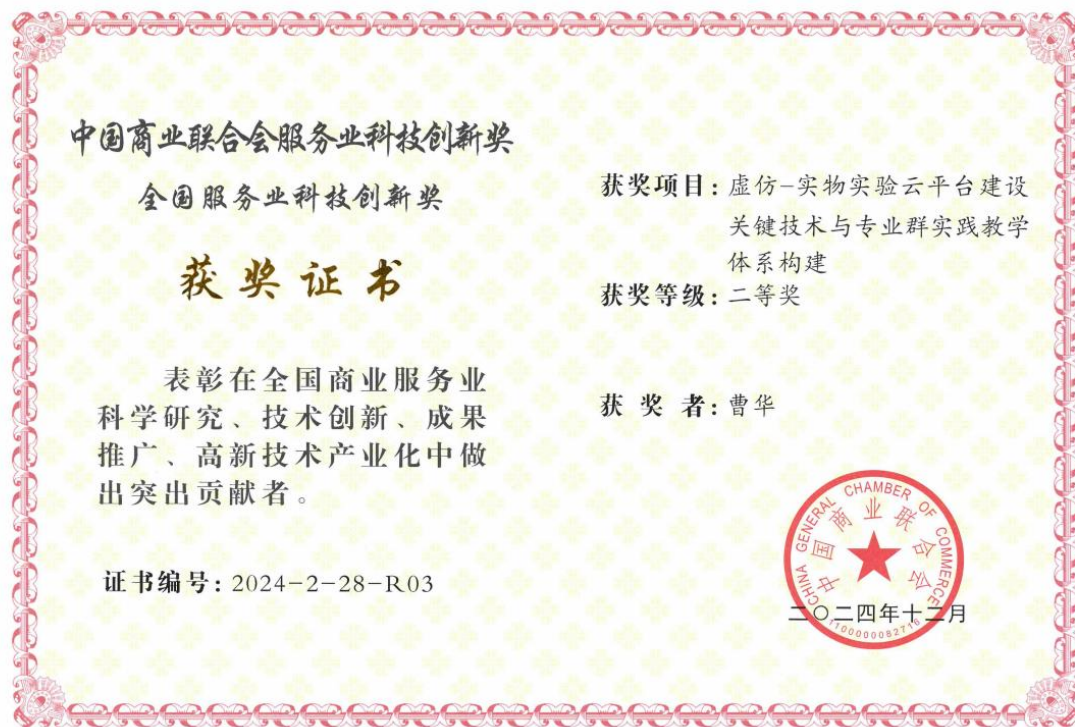 中国商业联合会服务业科技创新奖
全国服务业科技创新奖
获奖证书
表彰在全国商业服务业
科学研究、技术创新、成果
推广、高新技术产业化中做
出突出贡献者。
证书编号: 2024-2-28-R03
获奖项目: 虚仿-实物实验云平台建设
关键技术与专业群实践教学
体系构建
获奖等级: 二等奖
获奖者: 曹华
CHINA GENERAL CHAMBER OF COMMERCE
中国商业联合会
二〇二四年十二月
1100000082716